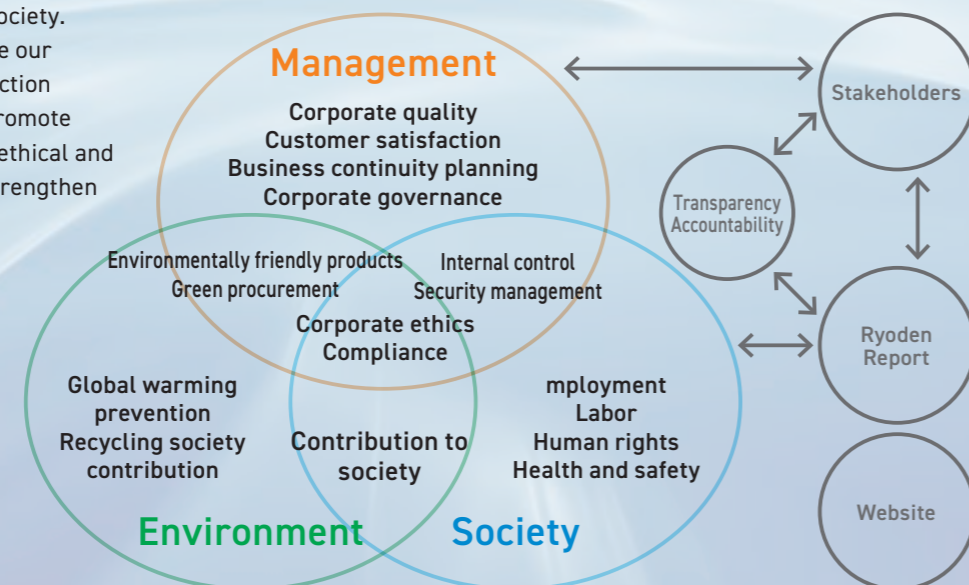 ociety.
e our
ction
romote
ethical and
trengthen
Management
Corporate quality
Customer satisfaction
Business continuity planning
Corporate governance
Environmentally friendly products
Green procurement
Internal control
Security management
Corporate ethics
Compliance
Global warming
prevention
Recycling society
contribution
Contribution to
society
mployment
Labor
Human rights
Health and safety
Environment
Society
Stakeholders
Transparency
Accountability
Ryoden
Report
Website